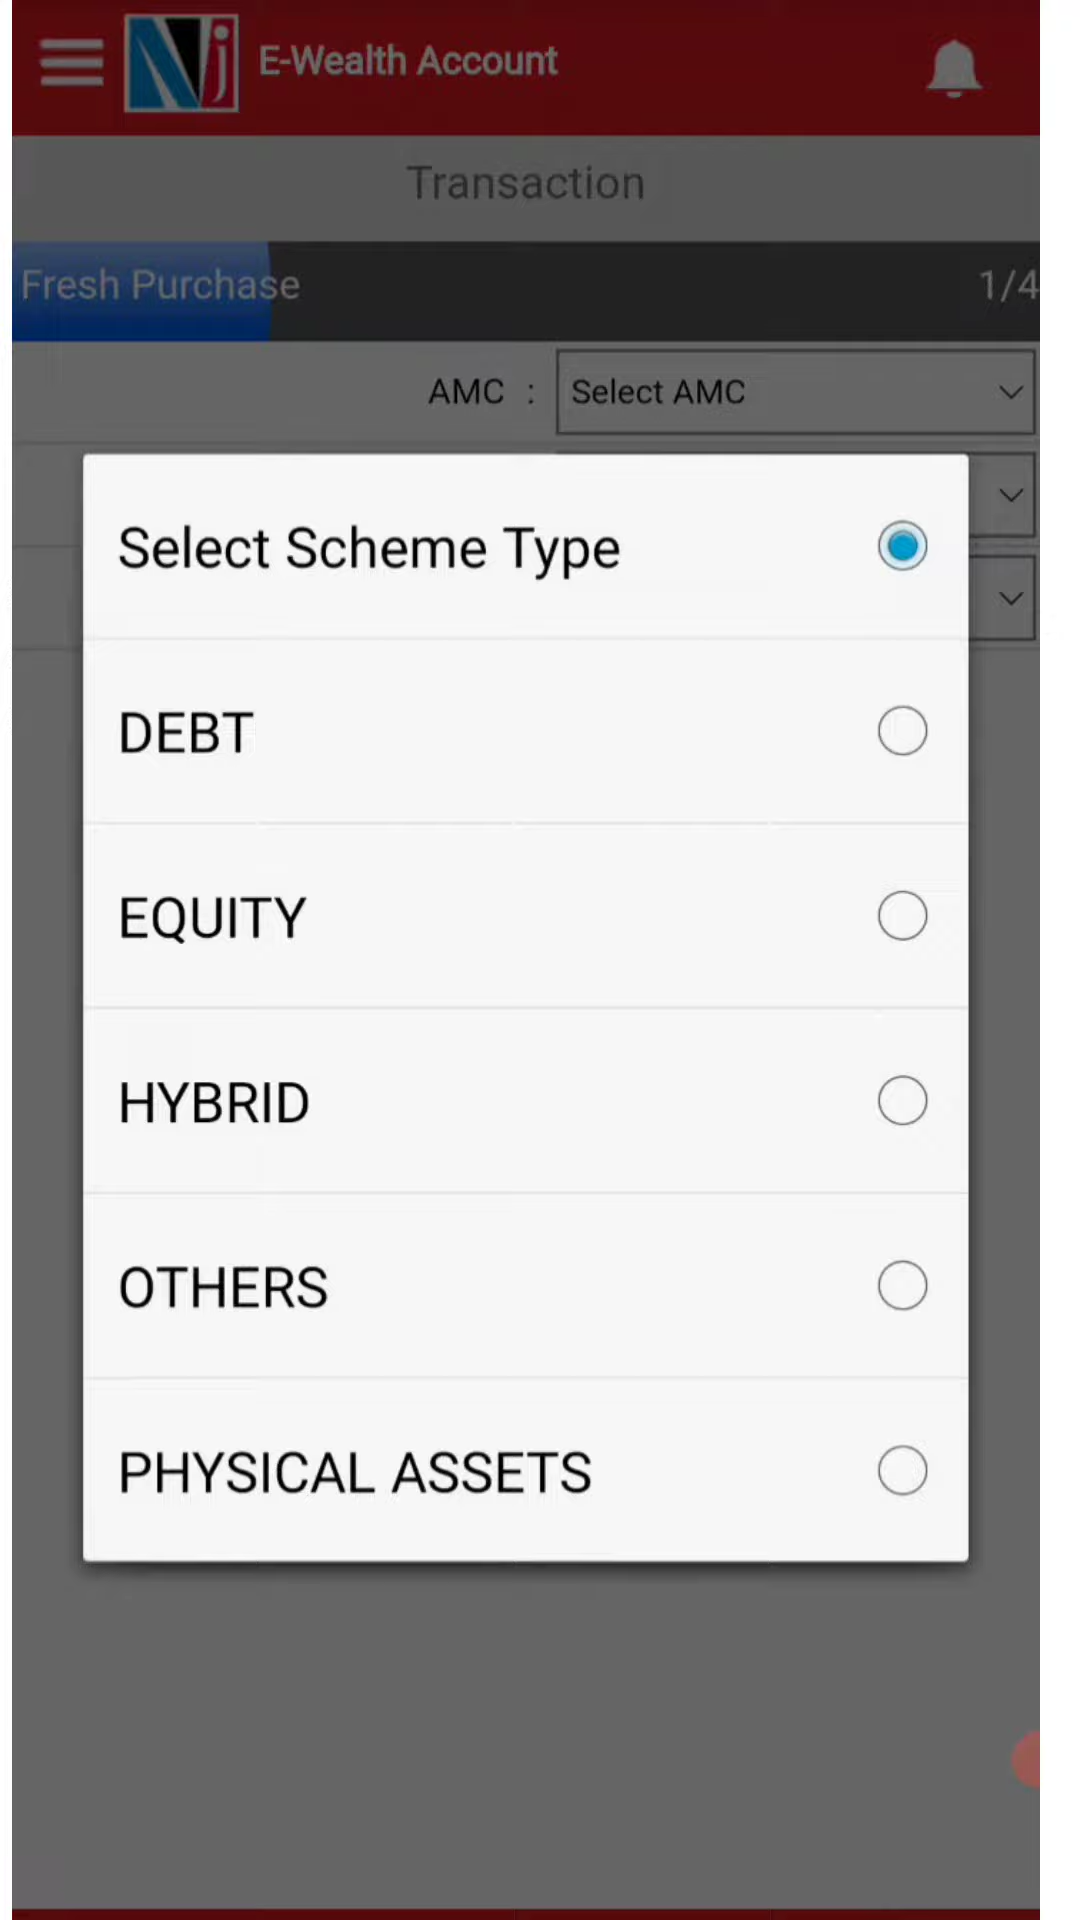 Nj E-Wealth Account
Transaction
Fresh Purchase 1/4
AMC : Select AMC
Select Scheme Type
DEBT
EQUITY
HYBRID
OTHERS
PHYSICAL ASSETS